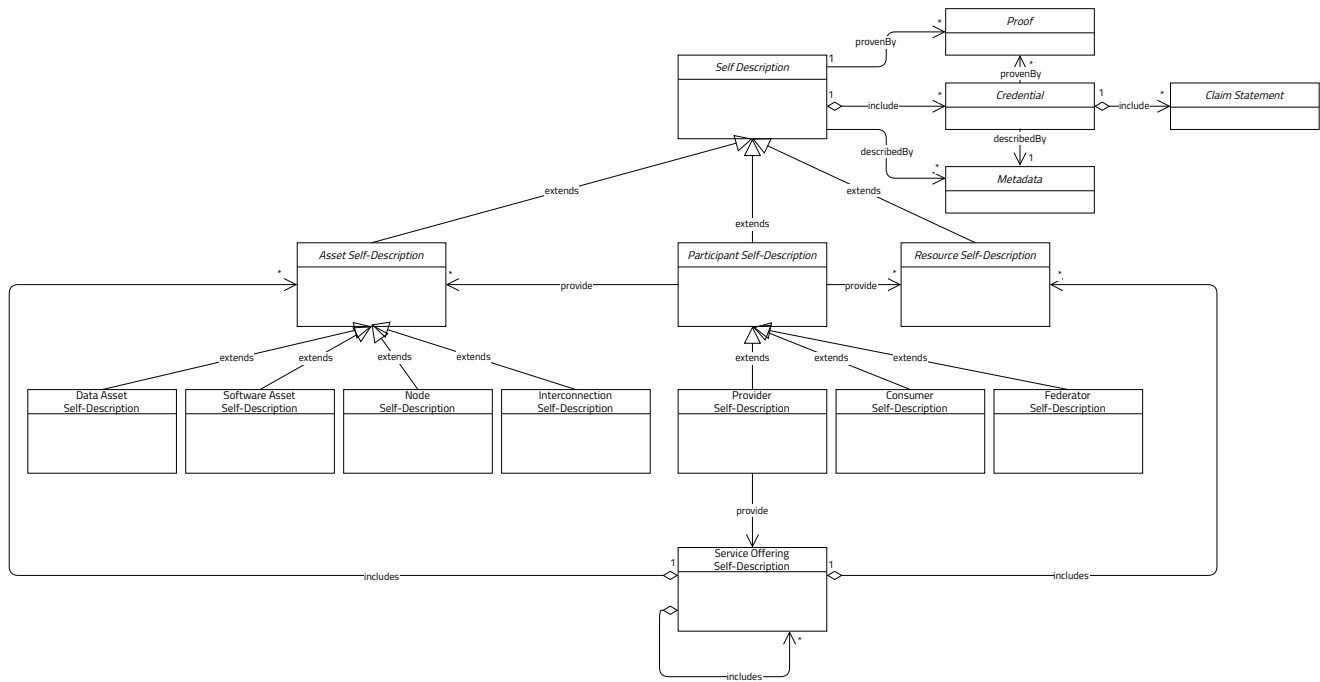 Proof
*
provenBy
1
Self Description
provenBy
*
1
include
*
Credential
1
include
*
Claim Statement
describedBy
1
describedBy
*
Metadata
extends
extends
extends
Asset Self-Description
Participant Self-Description
Resource Self-Description
*
*
provide
provide
*
*
extends
extends
extends
extends
extends
extends
extends
Data Asset
Self-Description
Software Asset
Self-Description
Node
Self-Description
Interconnection
Self-Description
Provider
Self-Description
Consumer
Self-Description
Federator
Self-Description
provide
Service Offering
Self-Description
1
1
includes
includes
*
includes